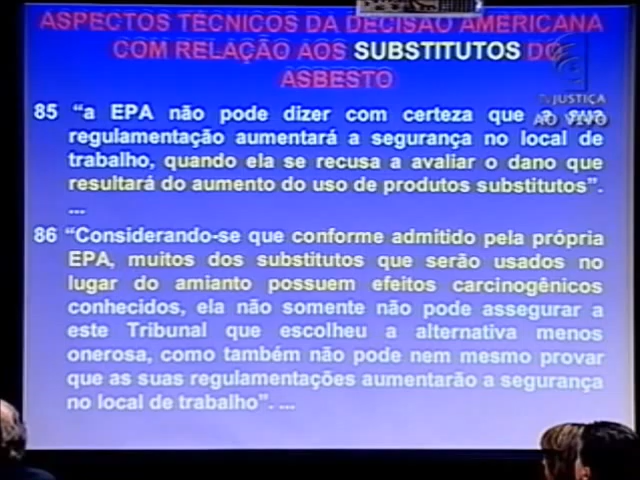 ASPECTOS TÉCNICOS DA DECISÃO AMERICANA
COM RELAÇÃO AOS SUBSTITUTOS DO
ASBESTO
TVJUSTIÇA
AO VIVO
85 “a EPA não pode dizer com certeza que a sua
regulamentação aumentará a segurança no local de
trabalho, quando ela se recusa a avaliar o dano que
resultará do aumento do uso de produtos substitutos”.
...
86 “Considerando-se que conforme admitido pela própria
EPA, muitos dos substitutos que serão usados no
lugar do amianto possuem efeitos carcinogênicos
conhecidos, ela não somente não pode assegurar a
este Tribunal que escolheu a alternativa menos
onerosa, como também não pode nem mesmo provar
que as suas regulamentações aumentarão a segurança
no local de trabalho”. ...